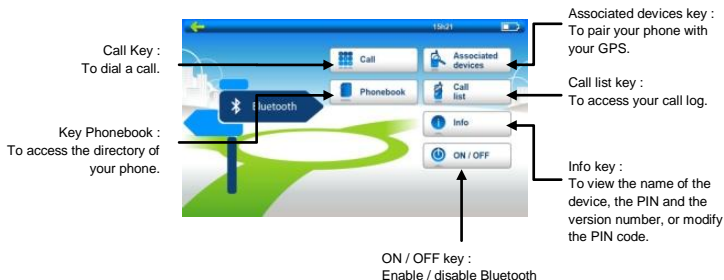 Call Key :
To dial a call.
Key Phonebook :
To access the directory of
your phone.
15h21
Call
Associated
devices
Phonebook
Call
list
Bluetooth
Info
ON / OFF
Associated devices key :
To pair your phone with
your GPS.
Call list key :
To access your call log.
Info key :
To view the name of the
device, the PIN and the
version number, or modify
the PIN code.
ON / OFF key :
Enable / disable Bluetooth